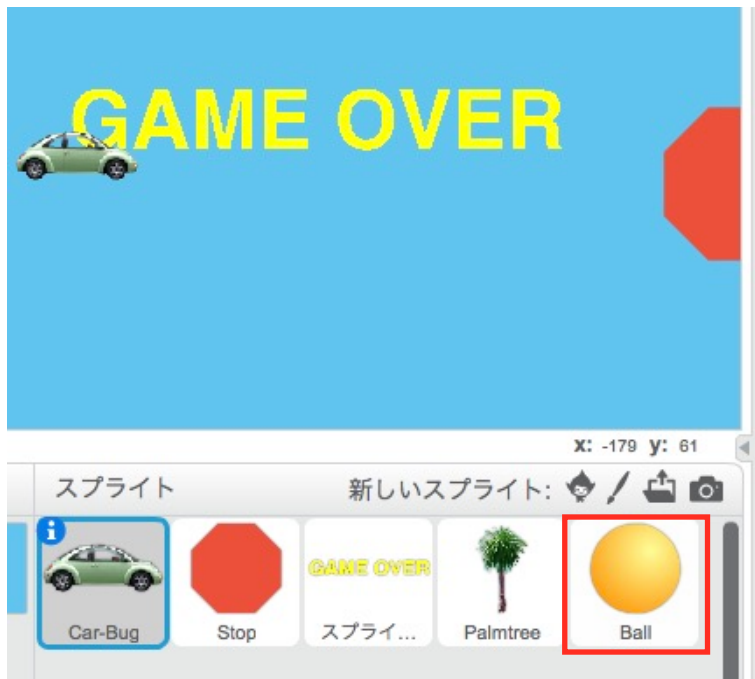 GAME OVER
X: -179 y: 61
スプライト
新しいスプライト:
GAME OVER
Car-Bug
Stop
スプライ...
Palmtree
Ball